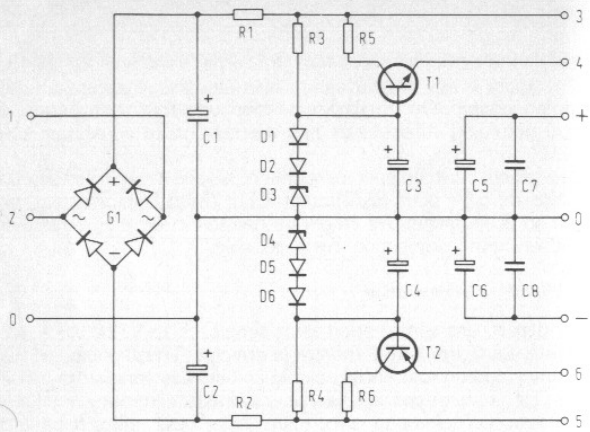 3
R1
R3
R5
4
T1
1
+
C1
D1
D2
C3
C5
C7
+
G1
D3
2
0
~
~
D4
D5
C4
C6
C8
D6
−
0
−
T2
C2
R4
R6
6
R2
5
+
+
+
+
+
+